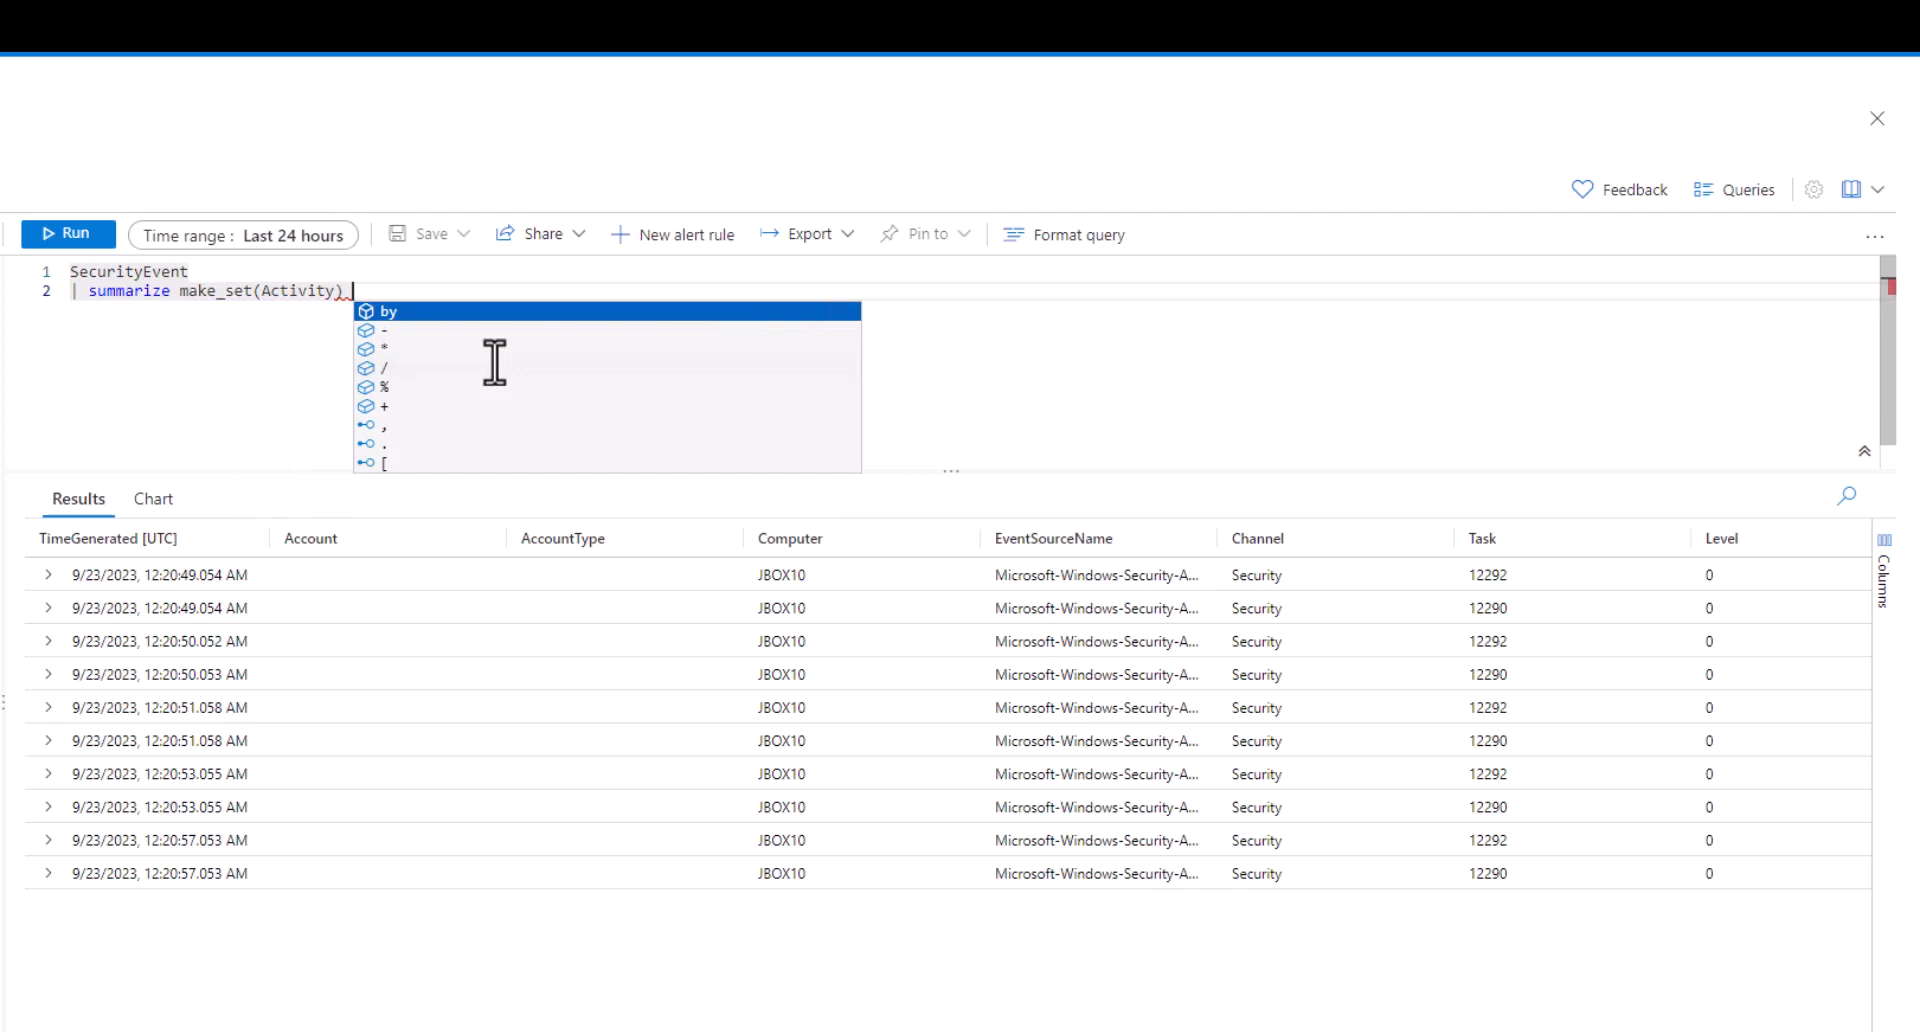 Feedback Queries
Run Time range : Last 24 hours Save Share New alert rule Export Pin to Format query ...
1 SecurityEvent
2 | summarize make_set(Activity)
by
-
*
/
%
+
,
.
[
Results Chart
TimeGenerated [UTC] Account AccountType Computer EventSourceName Channel Task Level
9/23/2023, 12:20:49.054 AM JBOX10 Microsoft-Windows-Security-A... Security 12292 0
9/23/2023, 12:20:49.054 AM JBOX10 Microsoft-Windows-Security-A... Security 12290 0
9/23/2023, 12:20:50.052 AM JBOX10 Microsoft-Windows-Security-A... Security 12292 0
9/23/2023, 12:20:50.053 AM JBOX10 Microsoft-Windows-Security-A... Security 12290 0
9/23/2023, 12:20:51.058 AM JBOX10 Microsoft-Windows-Security-A... Security 12292 0
9/23/2023, 12:20:51.058 AM JBOX10 Microsoft-Windows-Security-A... Security 12290 0
9/23/2023, 12:20:53.055 AM JBOX10 Microsoft-Windows-Security-A... Security 12292 0
9/23/2023, 12:20:53.055 AM JBOX10 Microsoft-Windows-Security-A... Security 12290 0
9/23/2023, 12:20:57.053 AM JBOX10 Microsoft-Windows-Security-A... Security 12292 0
9/23/2023, 12:20:57.053 AM JBOX10 Microsoft-Windows-Security-A... Security 12290 0
Columns